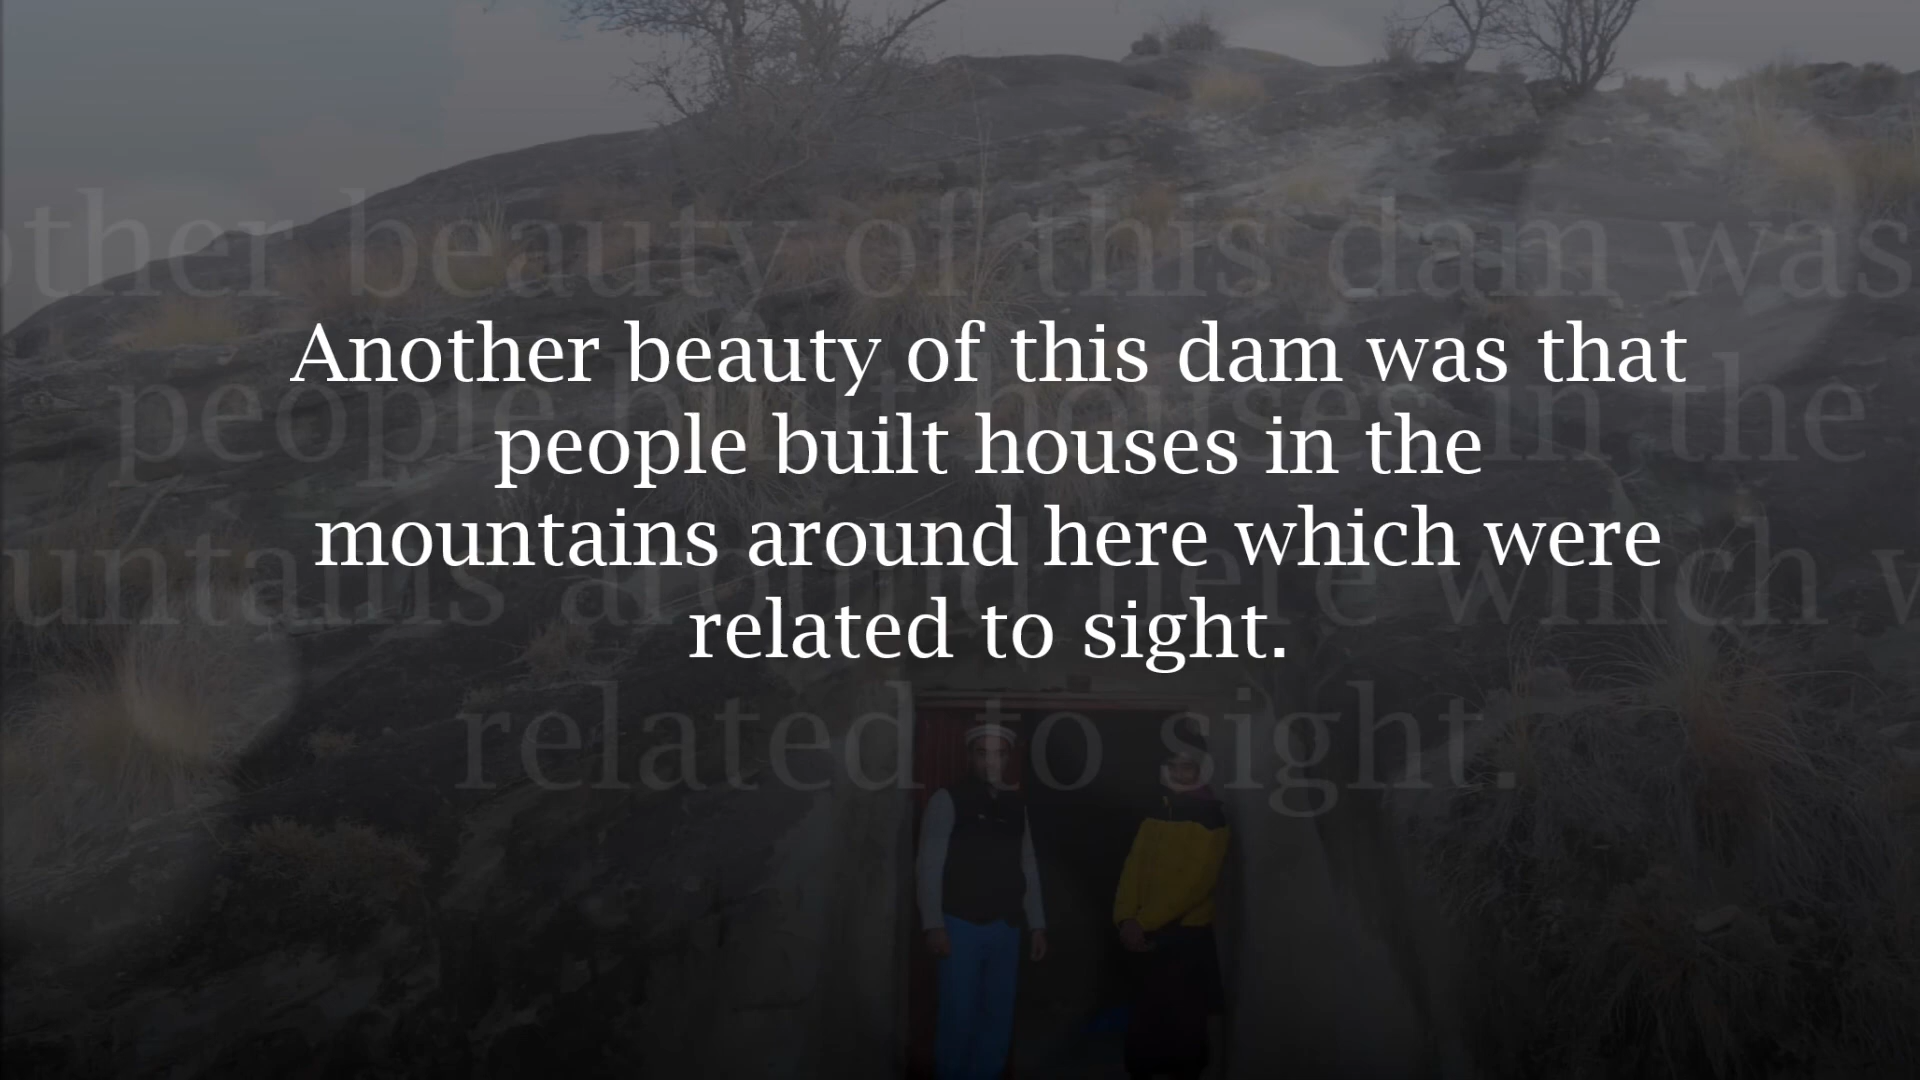 Another beauty of this dam was that
people built houses in the
mountains around here which were
related to sight.